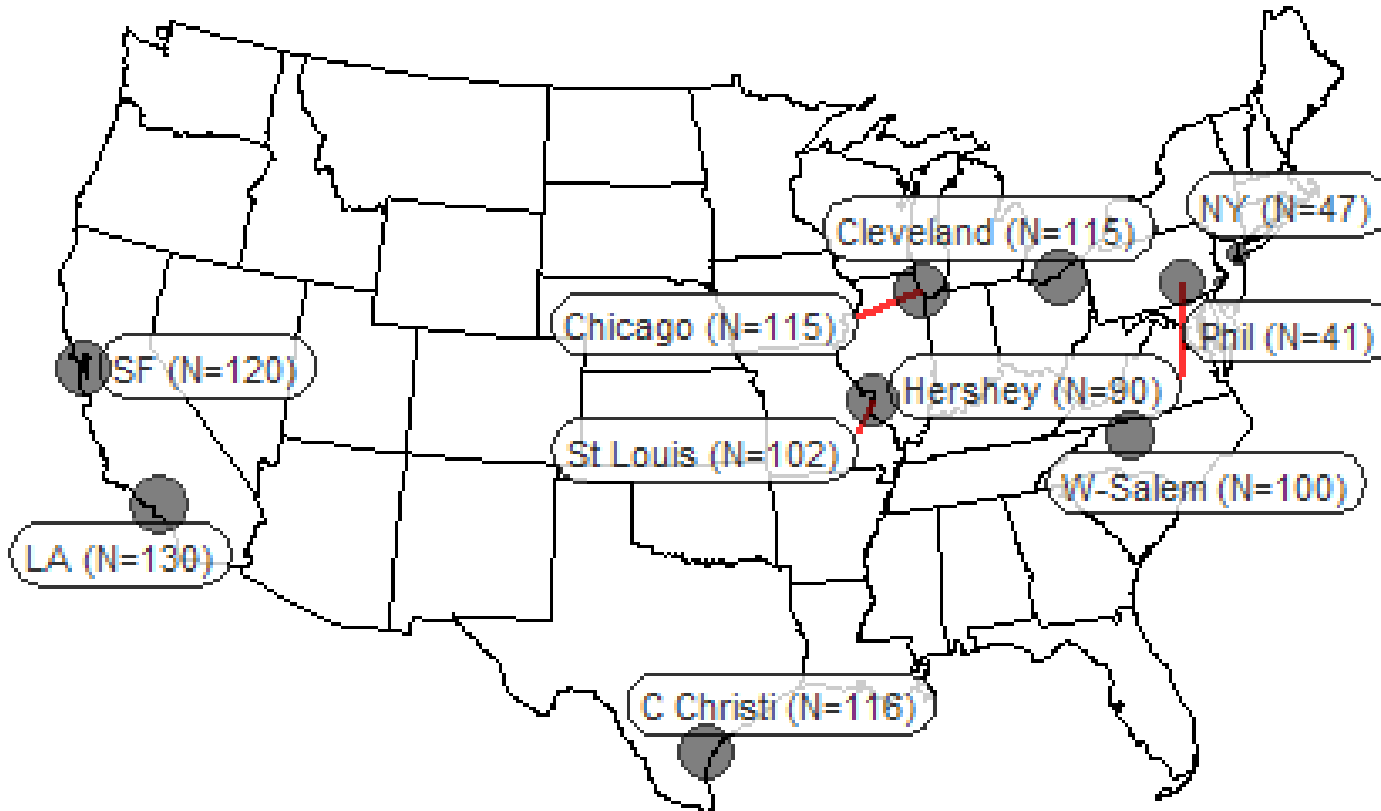 NY (N=47)
Cleveland (N=115)
Chicago (N=115)
Phil (N=41)
SF (N=120)
Hershey (N=90)
St Louis (N=102)
W-Salem (N=100)
LA (N=130)
C Christi (N=116)